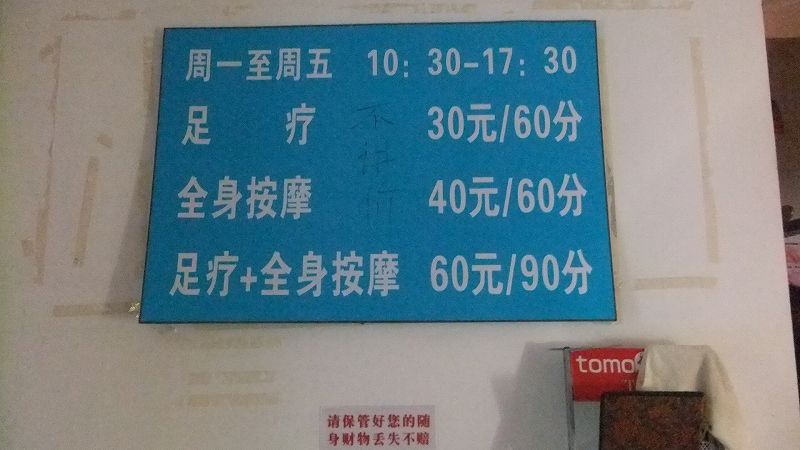 周一至周五 10：30-17：30
足 疗 30元/60分
全身按摩 40元/60分
足疗+全身按摩 60元/90分
不
讲
价
tomo
请保管好您的随
身财物丢失不赔